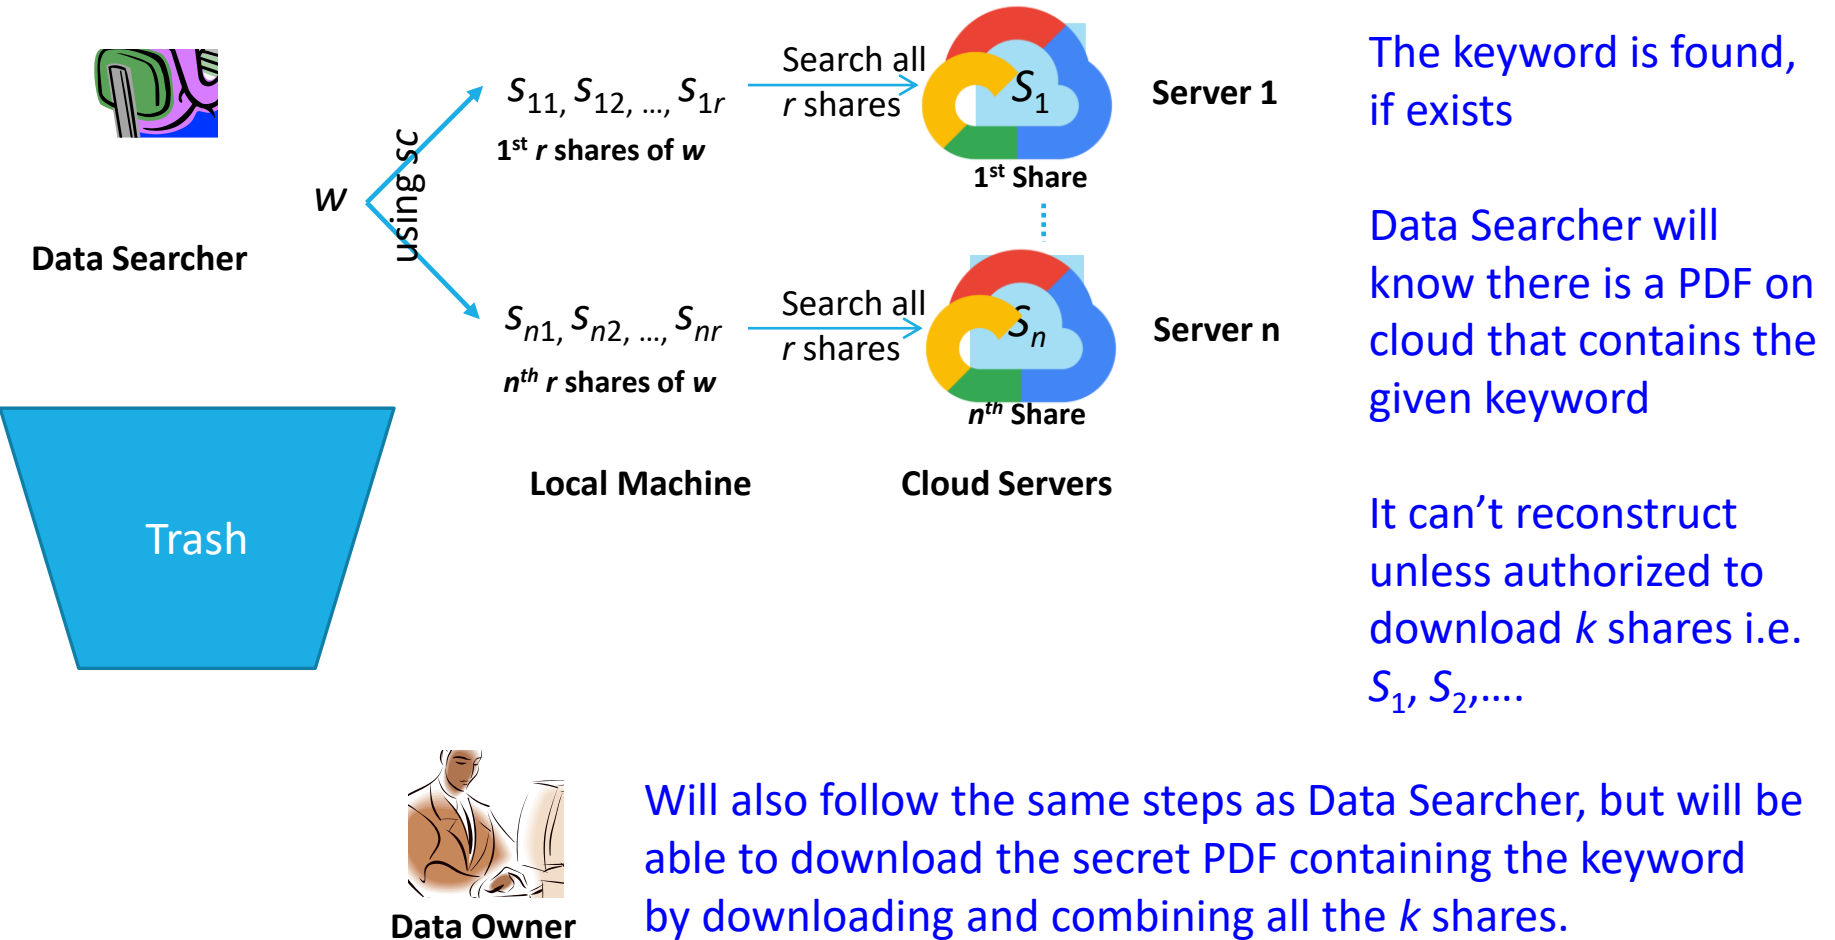 Data Searcher
w
using sc
S11, S12, …, S1r
1st r shares of w
Search all
r shares
S1
1st Share
Server 1
Sn1, Sn2, …, Snr
nth r shares of w
Search all
r shares
Sn
nth Share
Server n
Local Machine
Cloud Servers
Trash
The keyword is found,
if exists
Data Searcher will
know there is a PDF on
cloud that contains the
given keyword
It can’t reconstruct
unless authorized to
download k shares i.e.
S1, S2,….
Data Owner
Will also follow the same steps as Data Searcher, but will be
able to download the secret PDF containing the keyword
by downloading and combining all the k shares.